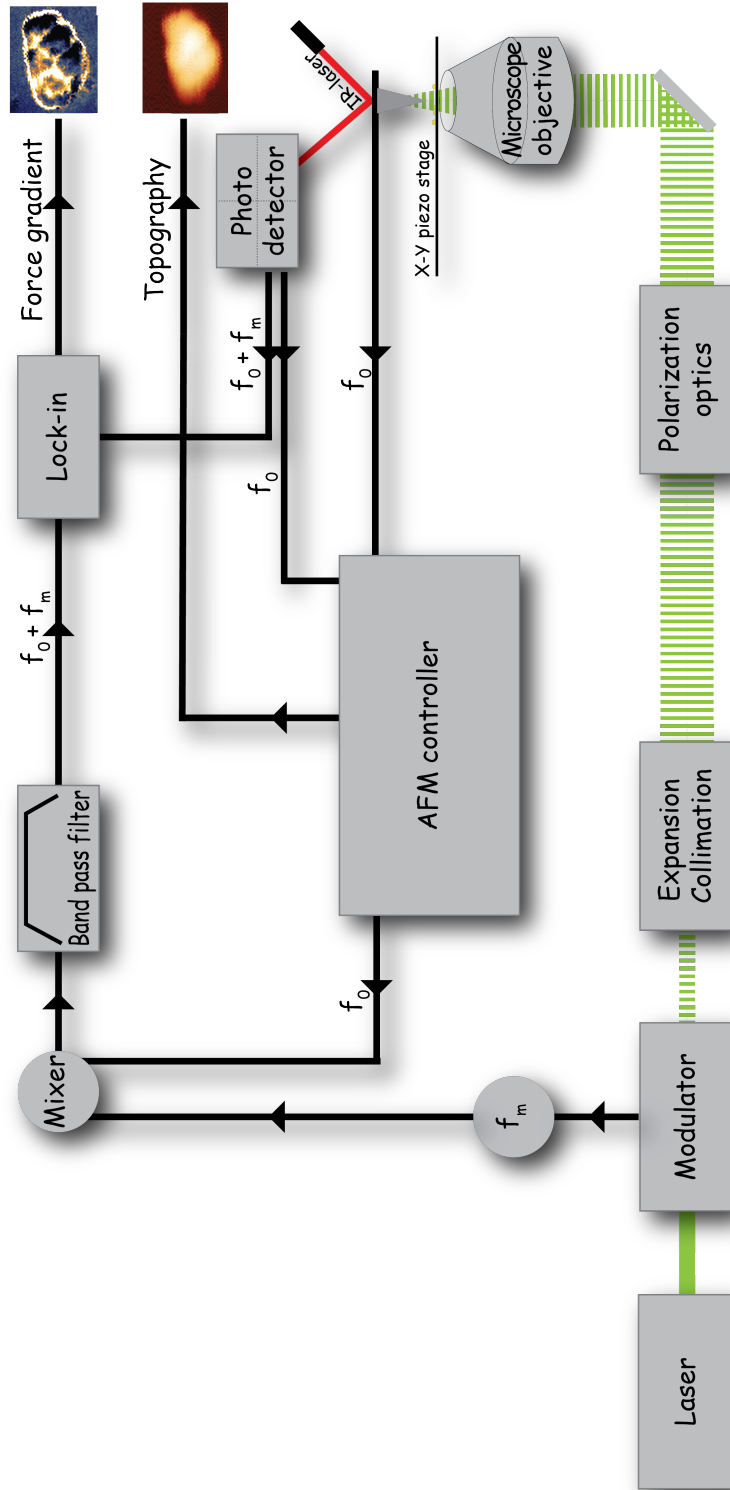 Force gradient
Topography
IR-laser
Photo
detector
X-Y piezo stage
Microscope
objective
Lock-in
f0 + fm
f0
f0
Polarization
optics
f0 + fm
Band pass filter
AFM controller
Expansion
Collimation
f0
Mixer
fm
Modulator
Laser